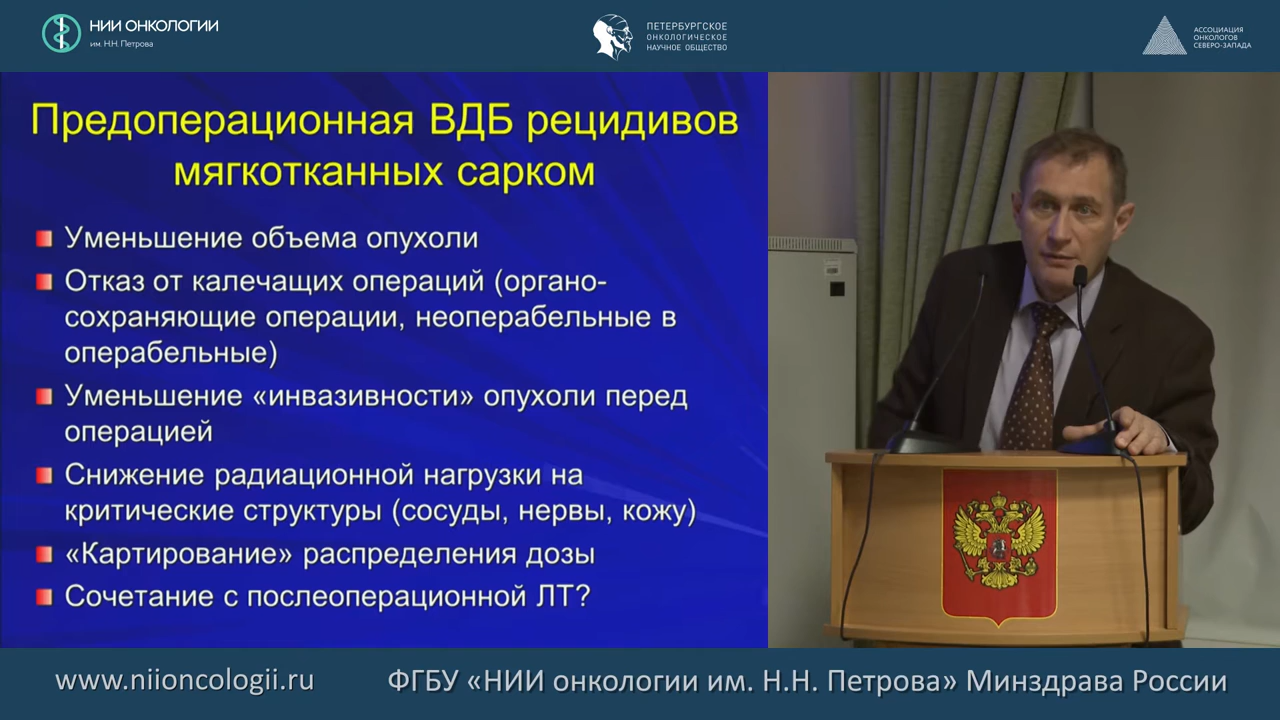 НИИ ОНКОЛОГИИ
им. Н.Н. Петрова
ПЕТЕРБУРГСКОЕ
ОНКОЛОГИЧЕСКОЕ
НАУЧНОЕ ОБЩЕСТВО
АССОЦИАЦИЯ
ОНКОЛОГОВ
СЕВЕРО-ЗАПАДА
Предоперационная ВДБ рецидивов
мягкотканных сарком
Уменьшение объема опухоли
Отказ от калечащих операций (органо-
сохраняющие операции, неоперабельные в
операбельные)
Уменьшение «инвазивности» опухоли перед
операцией
Снижение радиационной нагрузки на
критические структуры (сосуды, нервы, кожу)
«Картирование» распределения дозы
Сочетание с послеоперационной ЛТ?
www.niioncologii.ru
ФГБУ «НИИ онкологии им. Н.Н. Петрова» Минздрава России